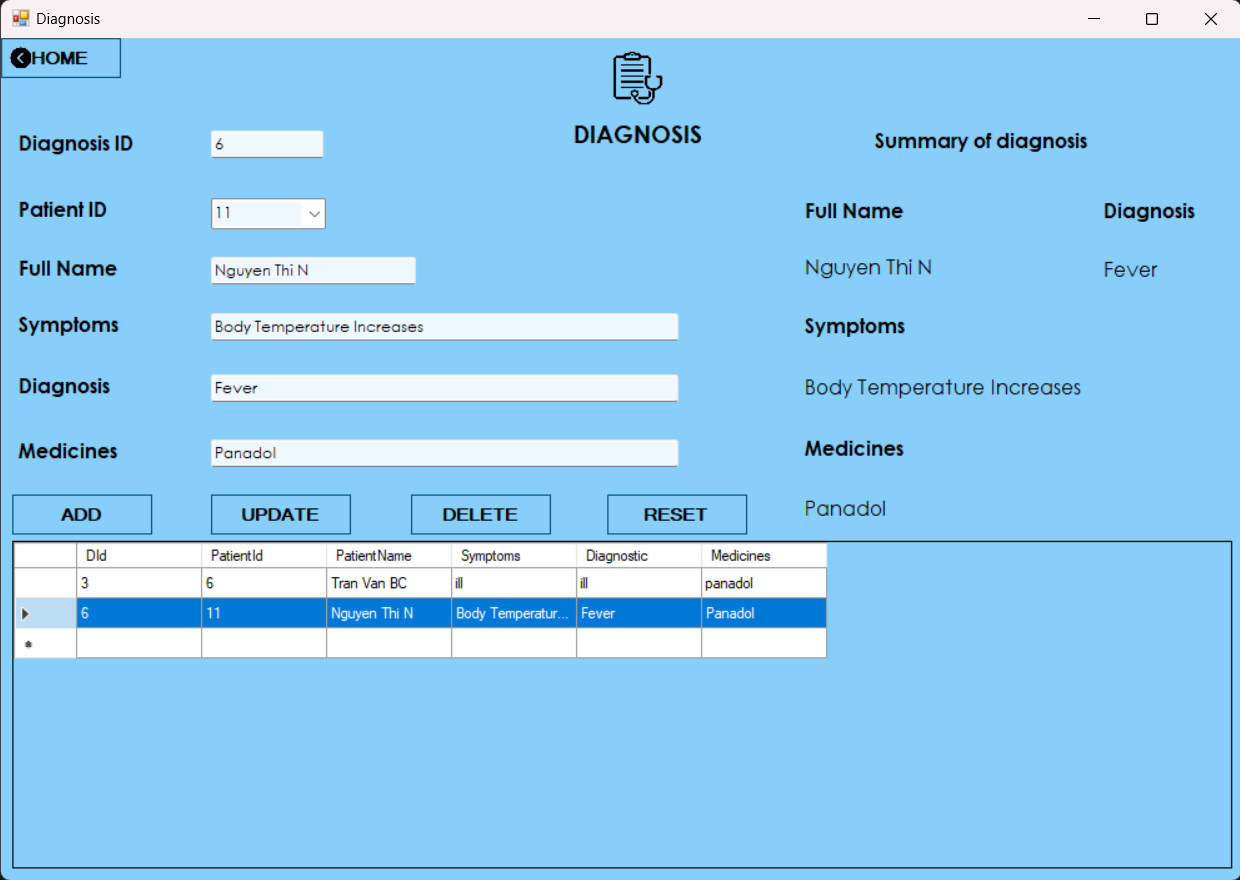 Diagnosis
HOME
DIAGNOSIS
Diagnosis ID 6
Patient ID 11
Full Name Nguyen Thi N
Symptoms Body Temperature Increases
Diagnosis Fever
Medicines Panadol
Summary of diagnosis
Full Name Diagnosis
Nguyen Thi N Fever
Symptoms
Body Temperature Increases
Medicines
Panadol
ADD UPDATE DELETE RESET
DId PatientId PatientName Symptoms Diagnostic Medicines
3 6 Tran Van BC ill ill panadol
6 11 Nguyen Thi N Body Temperatur... Fever Panadol